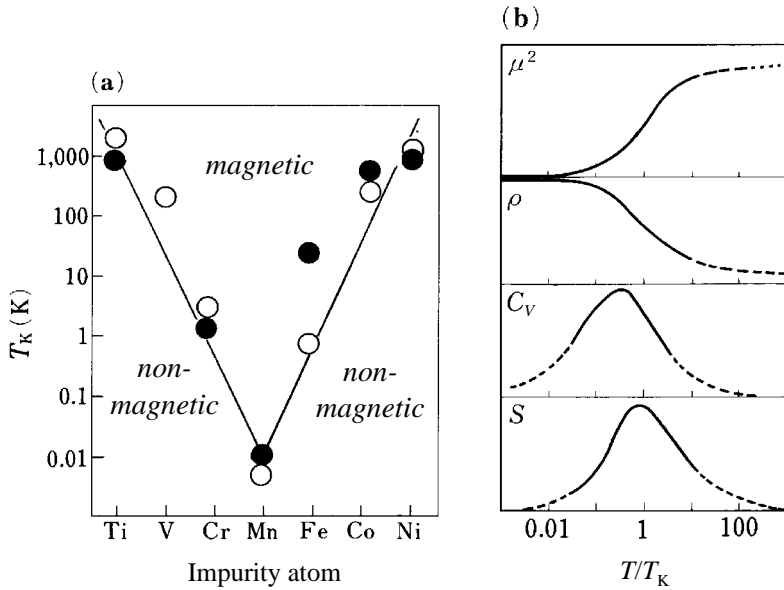 (a)
magnetic
non-
magnetic
non-
magnetic
1,000
100
10
1
0.1
0.01
T_K (K)
Ti V Cr Mn Fe Co Ni
Impurity atom
(b)
μ²
ρ
C_V
S
0.01 1 100
T/T_K